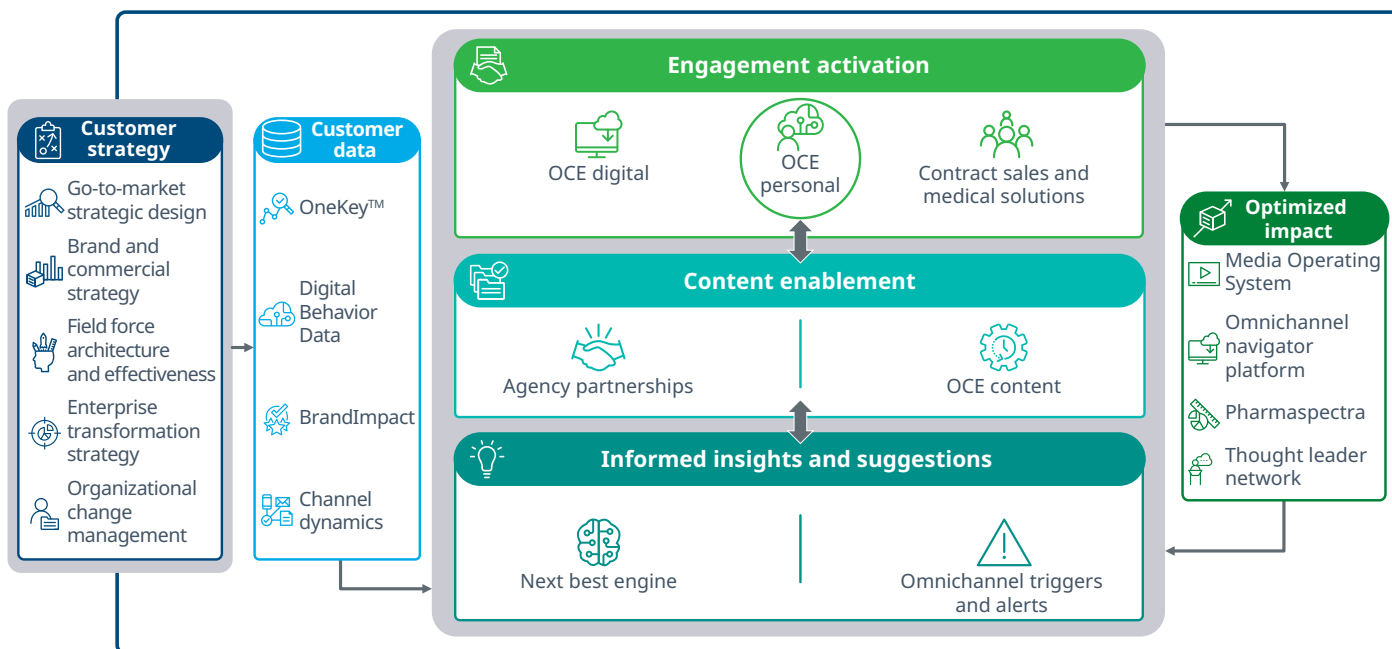 Customer
strategy
Go-to-market
strategic design
Brand and
commercial
strategy
Field force
architecture
and effectiveness
Enterprise
transformation
strategy
Organizational
change
management
Customer
data
OneKey™
Digital
Behavior
Data
BrandImpact
Channel
dynamics
Engagement activation
OCE digital
OCE
personal
Contract sales and
medical solutions
Content enablement
Agency partnerships
OCE content
Informed insights and suggestions
Next best engine
Omnichannel triggers
and alerts
Optimized
impact
Media Operating
System
Omnichannel
navigator
platform
Pharmaspectra
Thought leader
network